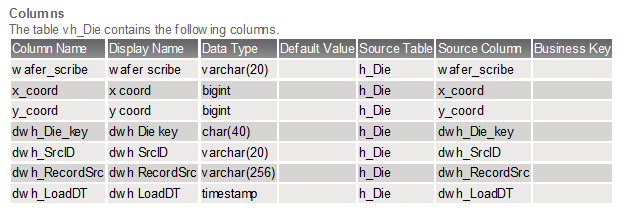 Columns
The table vh_Die contains the following columns.
Column Name Display Name Data Type Default Value Source Table Source Column Business Key
wafer_scribe wafer scribe varchar(20) h_Die wafer_scribe
x_coord x coord bigint h_Die x_coord
y_coord y coord bigint h_Die y_coord
dwh_Die_key dwh Die key char(40) h_Die dwh_Die_key
dwh_SrcID dwh SrcID varchar(20) h_Die dwh_SrcID
dwh_RecordSrc dwh RecordSrc varchar(256) h_Die dwh_RecordSrc
dwh_LoadDT dwh LoadDT timestamp h_Die dwh_LoadDT